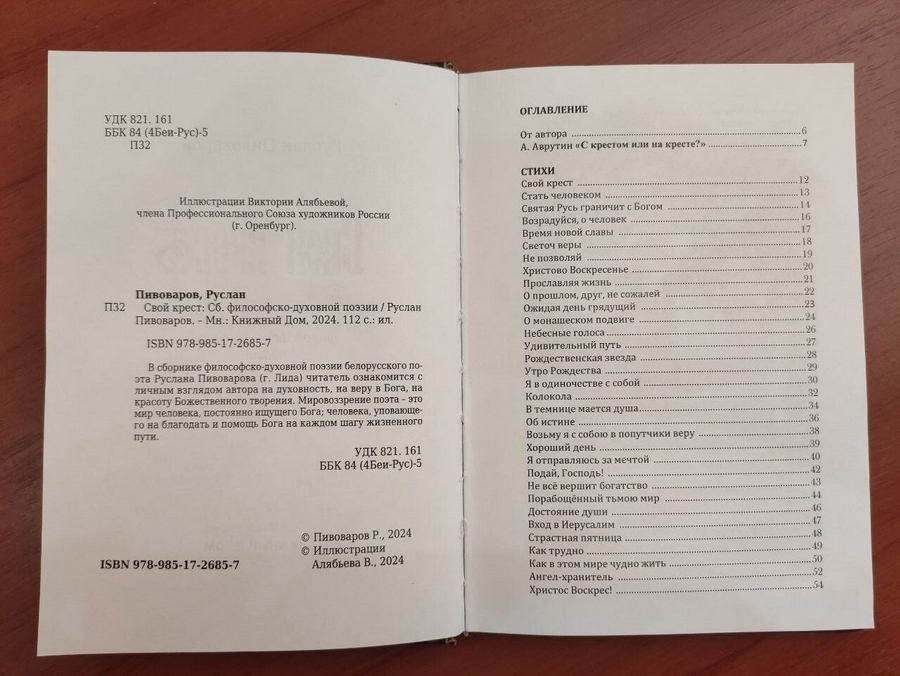 УДК 821. 161
ББК 84 (4Беи-Рус)-5
П32
Иллюстрации Виктории Алябьевой,
члена Профессионального Союза художников России
(г. Оренбург).
Пивоваров, Руслан
П32 Свой крест: Сб. философско-духовной поэзии / Руслан
Пивоваров. – Мн.: Книжный Дом, 2024. 112 с.: ил.
ISBN 978-985-17-2685-7
В сборнике философско-духовной поэзии белорусского по-
эта Руслана Пивоварова (г. Лида) читатель ознакомится с
личным взглядом автора на духовность, на веру в Бога, на
красоту Божественного творения. Мировоззрение поэта – это
мир человека, постоянно ищущего Бога; человека, уповающе-
го на благодать и помощь Бога на каждом шагу жизненного
пути.
УДК 821. 161
ББК 84 (4Беи-Рус)-5
© Пивоваров Р., 2024
© Иллюстрации
Алябьева В., 2024
ISBN 978-985-17-2685-7
ОГЛАВЛЕНИЕ
От автора 6
А. Аврутин «С крестом или на кресте?» 7
СТИХИ
Свой крест 12
Стать человеком 13
Святая Русь граничит с Богом 14
Возрадуйся, о человек 16
Время новой славы 17
Светоч веры 18
Не позволяй 19
Христово Воскресенье 20
Прославляя жизнь 21
О прошлом, друг, не сожалей 22
Ожидая день грядущий 23
О монашеском подвиге 24
Небесные голоса 26
Удивительный путь 27
Рождественская звезда 28
Утро Рождества 29
Я в одиночестве с собой 30
Колокола 32
В темнице мается душа 34
Об истине 36
Возьму я с собою в попутчики веру 38
Хороший день 39
Я отправляюсь за мечтой 40
Подай, Господь! 42
Не всё вершит богатство 43
Порабощённый тьмою мир 44
Достояние души 46
Вход в Иерусалим 47
Страстная пятница 48
Как трудно 49
Как в этом мире чудно жить 50
Ангел-хранитель 52
Христос Воскрес! 54